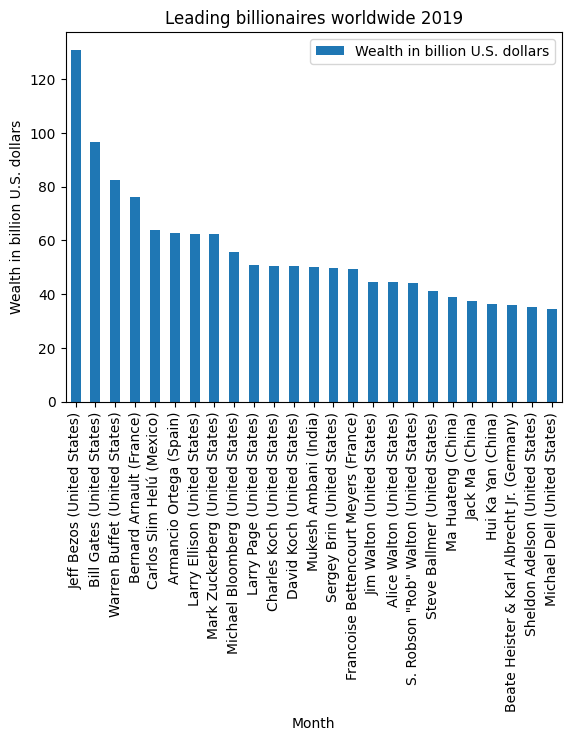 Leading billionaires worldwide 2019
Wealth in billion U.S. dollars
Wealth in billion U.S. dollars
120
100
80
60
40
20
0
Jeff Bezos (United States)
Bill Gates (United States)
Warren Buffet (United States)
Bernard Arnault (France)
Carlos Slim Helú (Mexico)
Armancio Ortega (Spain)
Larry Ellison (United States)
Mark Zuckerberg (United States)
Michael Bloomberg (United States)
Larry Page (United States)
Charles Koch (United States)
David Koch (United States)
Mukesh Ambani (India)
Sergey Brin (United States)
Francoise Bettencourt Meyers (France)
Jim Walton (United States)
Alice Walton (United States)
S. Robson "Rob" Walton (United States)
Steve Ballmer (United States)
Ma Huateng (China)
Jack Ma (China)
Hui Ka Yan (China)
Beate Heister & Karl Albrecht Jr. (Germany)
Sheldon Adelson (United States)
Michael Dell (United States)
Month